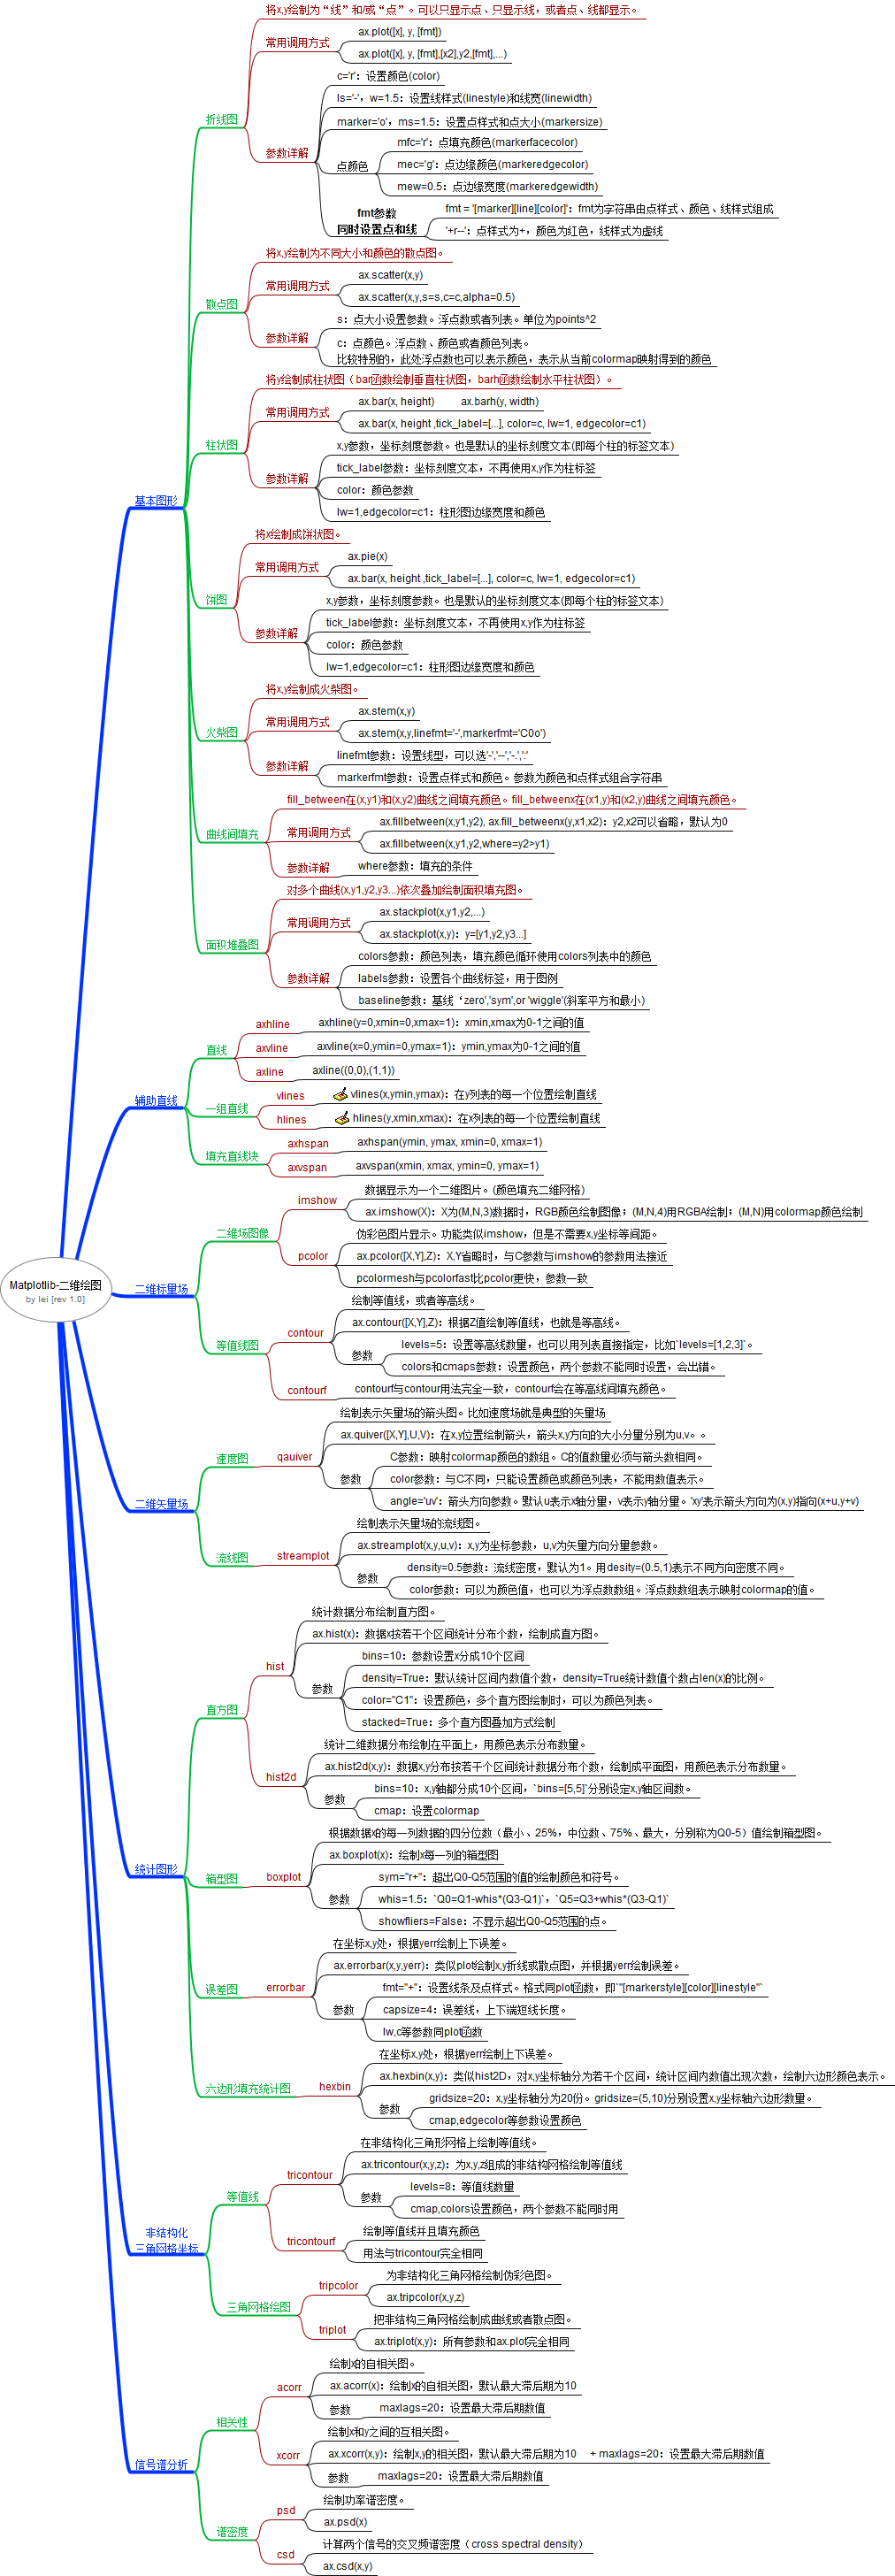 Matplotlib-二维绘图
by lei [rev 1.0]
基本图形
折线图
将x,y绘制为“线”和/或“点”。可以只显示点、只显示线，或者点、线都显示。
常用调用方式
ax.plot([x], y, [fmt])
ax.plot([x], y, [fmt],[x2],y2,[fmt],...)
参数详解
c='r'：设置颜色(color)
ls='-'，w=1.5：设置线样式(linestyle)和线宽(linewidth)
marker='o'，ms=1.5：设置点样式和点大小(markersize)
点颜色
mfc='r'：点填充颜色(markerfacecolor)
mec='g'：点边缘颜色(markeredgecolor)
mew=0.5：点边缘宽度(markeredgewidth)
fmt参数
同时设置点和线
fmt = '[marker][line][color]'：fmt为字符串由点样式、颜色、线样式组成
'+r--'：点样式为+，颜色为红色，线样式为虚线
散点图
将x,y绘制为不同大小和颜色的散点图。
常用调用方式
ax.scatter(x,y)
ax.scatter(x,y,s=s,c=c,alpha=0.5)
参数详解
s：点大小设置参数。浮点数或者列表。单位为points^2
c：点颜色。浮点数、颜色或者颜色列表。
比较特别的，此处浮点数也可以表示颜色，表示从当前colormap映射得到的颜色
柱状图
将y绘制成柱状图（bar函数绘制垂直柱状图，barh函数绘制水平柱状图）。
常用调用方式
ax.bar(x, height) ax.barh(y, width)
ax.bar(x, height ,tick_label=[...], color=c, lw=1, edgecolor=c1)
参数详解
x,y参数，坐标刻度参数。也是默认的坐标刻度文本(即每个柱的标签文本)
tick_label参数：坐标刻度文本，不再使用x,y作为柱标签
color：颜色参数
lw=1,edgecolor=c1：柱形图边缘宽度和颜色
饼图
将x绘制成饼状图。
常用调用方式
ax.pie(x)
ax.bar(x, height ,tick_label=[...], color=c, lw=1, edgecolor=c1)
参数详解
x,y参数，坐标刻度参数。也是默认的坐标刻度文本(即每个柱的标签文本)
tick_label参数：坐标刻度文本，不再使用x,y作为柱标签
color：颜色参数
lw=1,edgecolor=c1：柱形图边缘宽度和颜色
火柴图
将x,y绘制成火柴图。
常用调用方式
ax.stem(x,y)
ax.stem(x,y,linefmt='-',markerfmt='C0o')
参数详解
linefmt参数：设置线型，可以选'-','--','-.',':'
markerfmt参数：设置点样式和颜色。参数为颜色和点样式组合字符串
曲线间填充
fill_between在(x,y1)和(x,y2)曲线之间填充颜色。fill_betweenx在(x1,y)和(x2,y)曲线之间填充颜色。
常用调用方式
ax.fillbetween(x,y1,y2), ax.fill_betweenx(y,x1,x2)：y2,x2可以省略，默认为0
ax.fillbetween(x,y1,y2,where=y2>y1)
参数详解
where参数：填充的条件
面积堆叠图
对多个曲线(x,y1,y2,y3...)依次叠加绘制面积填充图。
常用调用方式
ax.stackplot(x,y1,y2,...)
ax.stackplot(x,y)：y=[y1,y2,y3...]
参数详解
colors参数：颜色列表，填充颜色循环使用colors列表中的颜色
labels参数：设置各个曲线标签，用于图例
baseline参数：基线‘zero','sym',or 'wiggle'(斜率平方和最小)
辅助直线
直线
axhline
axhline(y=0,xmin=0,xmax=1)：xmin,xmax为0-1之间的值
axvline
axvline(x=0,ymin=0,ymax=1)：ymin,ymax为0-1之间的值
axline
axline((0,0),(1,1))
一组直线
vlines
vlines(x,ymin,ymax)：在y列表的每一个位置绘制直线
hlines
hlines(y,xmin,xmax)：在x列表的每一个位置绘制直线
填充直线块
axhspan
axhspan(ymin, ymax, xmin=0, xmax=1)
axvspan
axvspan(xmin, xmax, ymin=0, ymax=1)
二维标量场
二维场图像
imshow
数据显示为一个二维图片。(颜色填充二维网格)
ax.imshow(X)：X为(M,N,3)数据时，RGB颜色绘制图像；(M,N,4)用RGBA绘制；(M,N)用colormap颜色绘制
pcolor
伪彩色图片显示。功能类似imshow，但是不需要x,y坐标等间距。
ax.pcolor([X,Y],Z)：X,Y省略时，与C参数与imshow的参数用法接近
pcolormesh与pcolorfast比pcolor更快，参数一致
等值线图
contour
绘制等值线，或者等高线。
ax.contour([X,Y],Z)：根据Z值绘制等值线，也就是等高线。
参数
levels=5：设置等高线数量，也可以用列表直接指定，比如`levels=[1,2,3]`。
colors和cmaps参数：设置颜色，两个参数不能同时设置，会出错。
contourf
contourf与contour用法完全一致，contourf会在等高线间填充颜色。
二维矢量场
速度图
qauiver
绘制表示矢量场的箭头图。比如速度场就是典型的矢量场
ax.quiver([X,Y],U,V)：在x,y位置绘制箭头，箭头x,y方向的大小分量分别为u,v。。
参数
C参数：映射colormap颜色的数组。C的值数量必须与箭头数相同。
color参数：与C不同，只能设置颜色或颜色列表，不能用数值表示。
angle='uv'：箭头方向参数。默认u表示x轴分量，v表示y轴分量。'xy'表示箭头方向为(x,y)指向(x+u,y+v)
流线图
streamplot
绘制表示矢量场的流线图。
ax.streamplot(x,y,u,v)：x,y为坐标参数，u,v为矢量方向分量参数。
参数
density=0.5参数：流线密度，默认为1。用desity=(0.5,1)表示不同方向密度不同。
color参数：可以为颜色值，也可以为浮点数数组。浮点数数组表示映射colormap的值。
统计图形
直方图
hist
统计数据分布绘制直方图。
ax.hist(x)：数据x按若干个区间统计分布个数，绘制成直方图。
参数
bins=10：参数设置x分成10个区间
density=True：默认统计区间内数值个数，density=True统计数值个数占len(x)的比例。
color="C1"：设置颜色，多个直方图绘制时，可以为颜色列表。
stacked=True：多个直方图叠加方式绘制
hist2d
统计二维数据分布绘制在平面上，用颜色表示分布数量。
ax.hist2d(x,y)：数据x,y分布按若干个区间统计数据分布个数，绘制成平面图，用颜色表示分布数量。
参数
bins=10：x,y轴都分成10个区间，`bins=[5,5]`分别设定x,y轴区间数。
cmap：设置colormap
箱型图
boxplot
根据数据x的每一列数据的四分位数（最小、25%，中位数、75%、最大，分别称为Q0-5）值绘制箱型图。
ax.boxplot(x)：绘制x每一列的箱型图
参数
sym="r+"：超出Q0-Q5范围的值的绘制颜色和符号。
whis=1.5：`Q0=Q1-whis*(Q3-Q1)`，`Q5=Q3+whis*(Q3-Q1)`
showfliers=False：不显示超出Q0-Q5范围的点。
误差图
errorbar
在坐标x,y处，根据yerr绘制上下误差。
ax.errorbar(x,y,yerr)：类似plot绘制x,y折线或散点图，并根据yerr绘制误差。
参数
fmt="+"：设置线条及点样式。格式同plot函数，即`"[markerstyle][color][linestyle"`
capsize=4：误差线，上下端短线长度。
lw,c等参数同plot函数
六边形填充统计图
hexbin
在坐标x,y处，根据yerr绘制上下误差。
ax.hexbin(x,y)：类似hist2D，对x,y坐标轴分为若干个区间，统计区间内数值出现次数，绘制六边形颜色表示。
参数
gridsize=20：x,y坐标轴分为20份。gridsize=(5,10)分别设置x,y坐标轴六边形数量。
cmap,edgecolor等参数设置颜色
非结构化
三角网格坐标
等值线
tricontour
在非结构化三角形网格上绘制等值线。
ax.tricontour(x,y,z)：为x,y,z组成的非结构网格绘制等值线
参数
levels=8：等值线数量
cmap,colors设置颜色，两个参数不能同时用
tricontourf
绘制等值线并且填充颜色
用法与tricontour完全相同
三角网格绘图
tripcolor
为非结构化三角网格绘制伪彩色图。
ax.tripcolor(x,y,z)
triplot
把非结构三角网格绘制成曲线或者散点图。
ax.triplot(x,y)：所有参数和ax.plot完全相同
信号谱分析
相关性
acorr
绘制x的自相关图。
ax.acorr(x)：绘制x的自相关图，默认最大滞后期为10
参数
maxlags=20：设置最大滞后期数值
xcorr
绘制x和y之间的互相关图。
ax.xcorr(x,y)：绘制x,y的相关图，默认最大滞后期为10 + maxlags=20：设置最大滞后期数值
参数
maxlags=20：设置最大滞后期数值
谱密度
psd
绘制功率谱密度。
ax.psd(x)
csd
计算两个信号的交叉频谱密度（cross spectral density）
ax.csd(x,y)